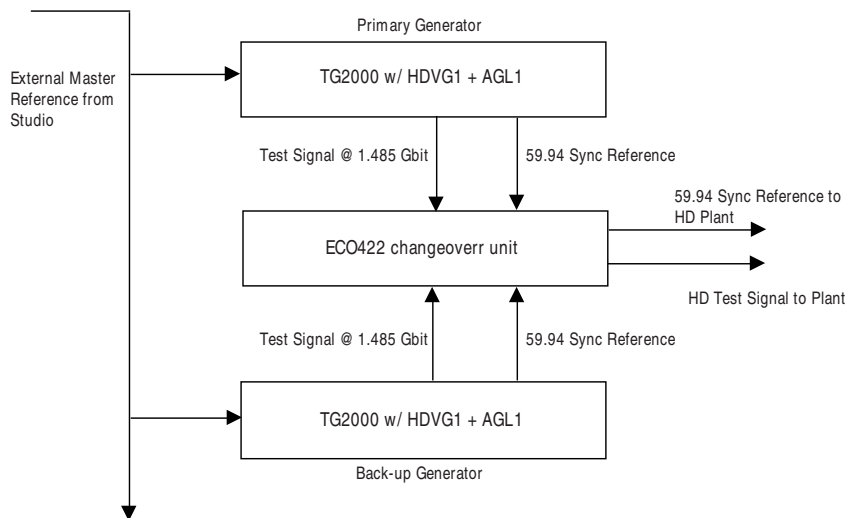 Primary Generator
External Master
Reference from
Studio
TG2000 w/ HDVG1 + AGL1
Test Signal @ 1.485 Gbit
59.94 Sync Reference
59.94 Sync Reference to
HD Plant
ECO422 changeoverr unit
HD Test Signal to Plant
Test Signal @ 1.485 Gbit
59.94 Sync Reference
TG2000 w/ HDVG1 + AGL1
Back-up Generator